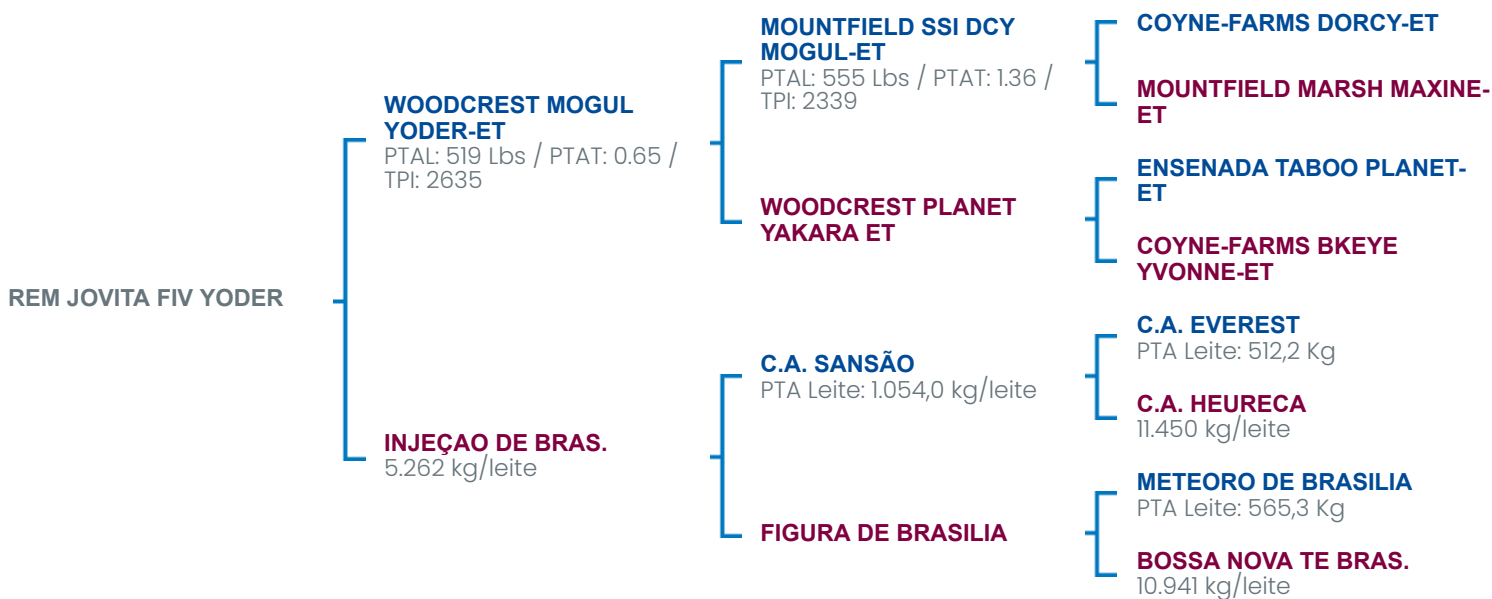 REM JOVITA FIV YODER
WOODCREST MOGUL
YODER-ET
PTAL: 519 Lbs / PTAT: 0.65 /
TPI: 2635
INJEÇAO DE BRAS.
5.262 kg/leite
MOUNTFIELD SSI DCY
MOGUL-ET
PTAL: 555 Lbs / PTAT: 1.36 /
TPI: 2339
WOODCREST PLANET
YAKARA ET
C.A. SANSÃO
PTA Leite: 1.054,0 kg/leite
FIGURA DE BRASILIA
COYNE-FARMS DORCY-ET
MOUNTFIELD MARSH MAXINE-
ET
ENSENADA TABOO PLANET-
ET
COYNE-FARMS BKEYE
YVONNE-ET
C.A. EVEREST
PTA Leite: 512,2 Kg
C.A. HEURECA
11.450 kg/leite
METEORO DE BRASILIA
PTA Leite: 565,3 Kg
BOSSA NOVA TE BRAS.
10.941 kg/leite